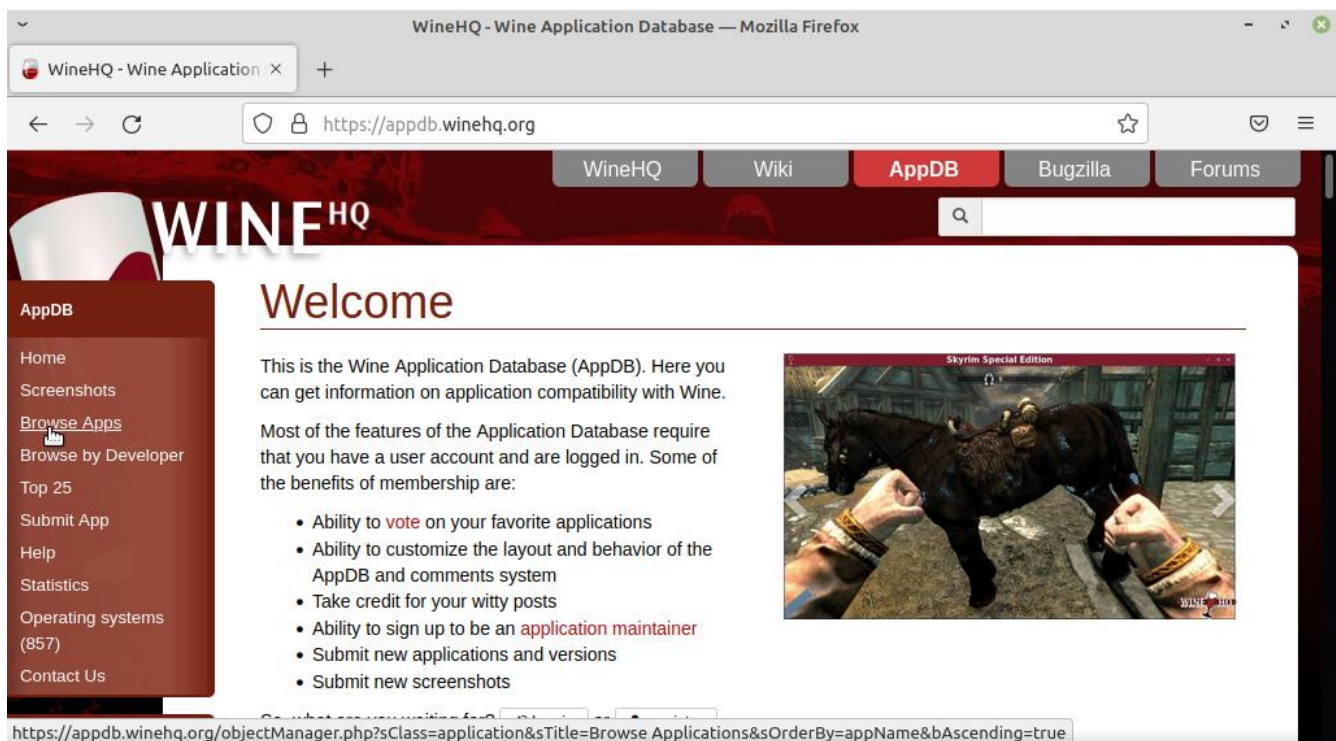 WineHQ - Wine Application Database — Mozilla Firefox
WineHQ - Wine Application
https://appdb.winehq.org
WineHQ
Wiki
AppDB
Bugzilla
Forums
WINEHQ
AppDB
Home
Screenshots
Browse Apps
Browse by Developer
Top 25
Submit App
Help
Statistics
Operating systems
(857)
Contact Us
Welcome
This is the Wine Application Database (AppDB). Here you
can get information on application compatibility with Wine.
Most of the features of the Application Database require
that you have a user account and are logged in. Some of
the benefits of membership are:
• Ability to vote on your favorite applications
• Ability to customize the layout and behavior of the
AppDB and comments system
• Take credit for your witty posts
• Ability to sign up to be an application maintainer
• Submit new applications and versions
• Submit new screenshots
Skyrim Special Edition
WINE HQ
https://appdb.winehq.org/objectManager.php?sClass=application&sTitle=Browse Applications&sOrderBy=appName&bAscending=true